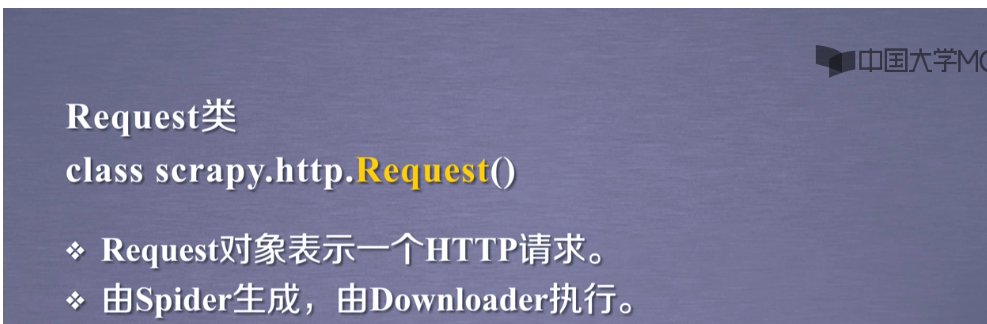 中国大学MO
Request类
class scrapy.http.Request()
❖ Request对象表示一个HTTP请求。
❖ 由Spider生成，由Downloader执行。